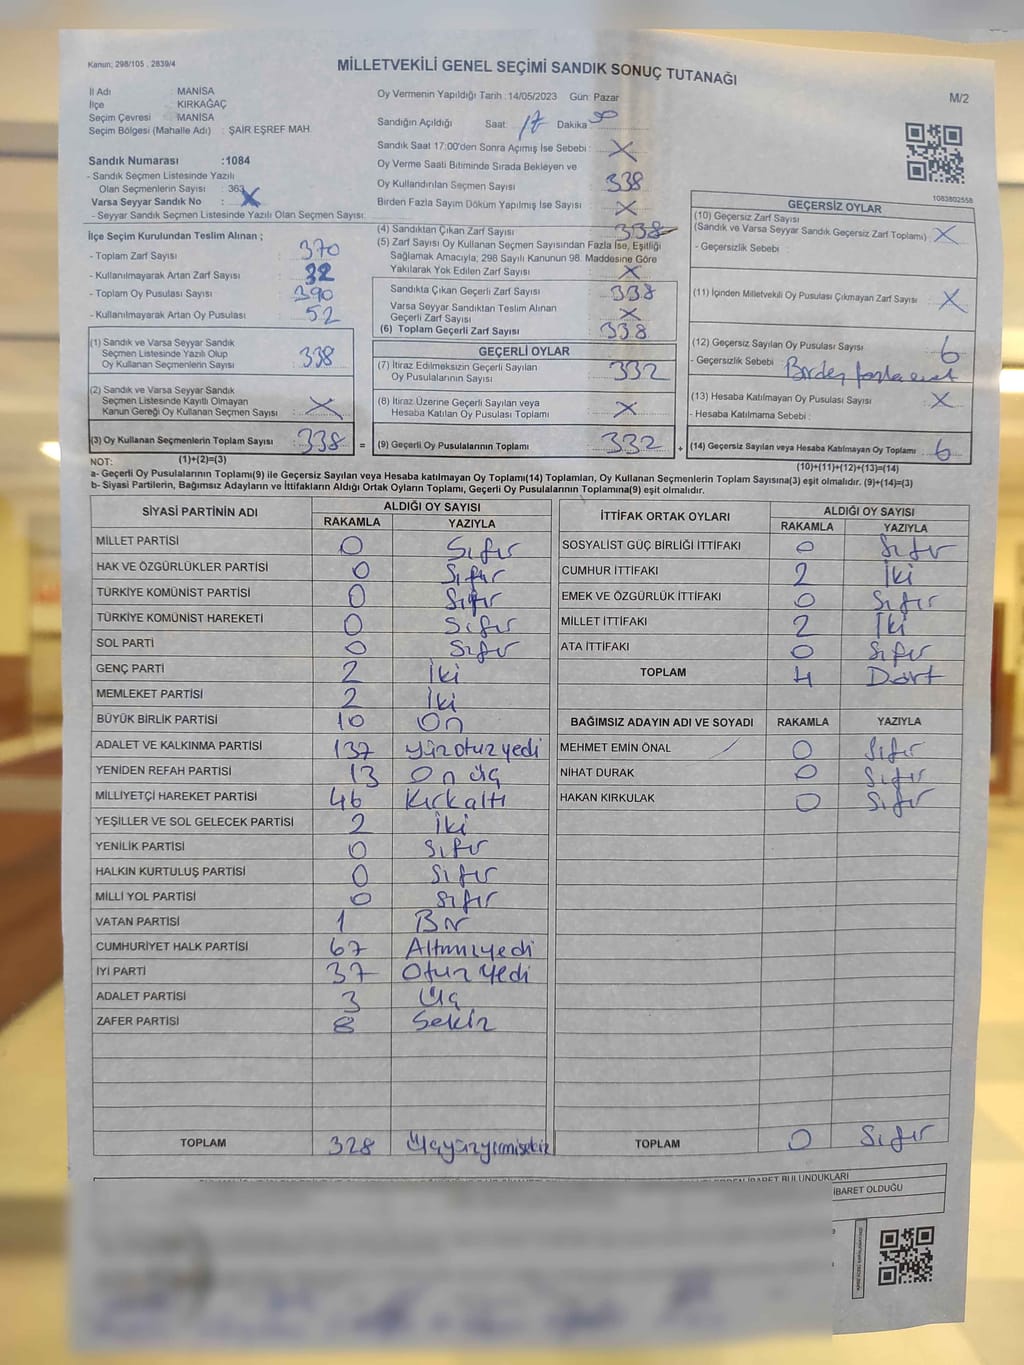 Kanun; 298/105 , 2839/4
MİLLETVEKİLİ GENEL SEÇİMİ SANDIK SONUÇ TUTANAĞI
M/2
İl Adı : MANİSA
İlçe : KIRKAĞAÇ
Seçim Çevresi : MANİSA
Seçim Bölgesi (Mahalle Adı) : ŞAİR EŞREF MAH.
Sandık Numarası :1084
- Sandık Seçmen Listesinde Yazılı
Olan Seçmenlerin Sayısı : 363
Varsa Seyyar Sandık No : X
- Seyyar Sandık Seçmen Listesinde Yazılı Olan Seçmen Sayısı:
Oy Vermenin Yapıldığı Tarih :14/05/2023 Gün: Pazar
Sandığın Açıldığı Saat: 17 Dakika
Sandık Saat 17:00'den Sonra Açımış İse Sebebi : X
Oy Verme Saati Bitiminde Sırada Bekleyen ve
Oy Kullandırılan Seçmen Sayısı 338
Birden Fazla Sayım Döküm Yapılmış İse Sayısı : X
1083802558
İlçe Seçim Kurulundan Teslim Alınan ;
- Toplam Zarf Sayısı : 370
- Kullanılmayarak Artan Zarf Sayısı : 32
- Toplam Oy Pusulası Sayısı : 390
- Kullanılmayarak Artan Oy Pusulası : 52
(4) Sandıktan Çıkan Zarf Sayısı : 338
(5) Zarf Sayısı Oy Kullanan Seçmen Sayısından Fazla İse, Eşitliği
Sağlamak Amacıyla; 298 Sayılı Kanunun 98. Maddesine Göre
Yakılarak Yok Edilen Zarf Sayısı : X
Sandıkta Çıkan Geçerli Zarf Sayısı : 338
Varsa Seyyar Sandıktan Teslim Alınan
Geçerli Zarf Sayısı : X
(6) Toplam Geçerli Zarf Sayısı : 338
GEÇERSİZ OYLAR
(10) Geçersiz Zarf Sayısı
(Sandık ve Varsa Seyyar Sandık Geçersiz Zarf Toplamı) : X
- Geçersizlik Sebebi :
(11) İçinden Milletvekili Oy Pusulası Çıkmayan Zarf Sayısı : X
(12) Geçersiz Sayılan Oy Pusulası Sayısı : 6
- Geçersizlik Sebebi : Birden fazla evet
(13) Hesaba Katılmayan Oy Pusulası Sayısı : X
- Hesaba Katılmama Sebebi :
(14) Geçersiz Sayılan veya Hesaba Katılmayan Oy Toplamı : 6
(10)+(11)+(12)+(13)=(14)
(1) Sandık ve Varsa Seyyar Sandık
Seçmen Listesinde Yazılı Olup
Oy Kullanan Seçmenlerin Sayısı : 338
(2) Sandık ve Varsa Seyyar Sandık
Seçmen Listesinde Kayıtlı Olmayan
Kanun Gereği Oy Kullanan Seçmen Sayısı : X
(3) Oy Kullanan Seçmenlerin Toplam Sayısı : 338 =
(1)+(2)=(3)
GEÇERLİ OYLAR
(7) İtiraz Edilmeksizin Geçerli Sayılan
Oy Pusulalarının Sayısı : 332
(8) İtiraz Üzerine Geçerli Sayılan veya
Hesaba Katılan Oy Pusulası Toplamı : X
(9) Geçerli Oy Pusulalarının Toplamı : 332 +
NOT:
a- Geçerli Oy Pusulalarının Toplamı(9) ile Geçersiz Sayılan veya Hesaba katılmayan Oy Toplamı(14) Toplamları, Oy Kullanan Seçmenlerin Toplam Sayısına(3) eşit olmalıdır. (9)+(14)=(3)
b- Siyasi Partilerin, Bağımsız Adayların ve İttifakların Aldığı Ortak Oyların Toplamı, Geçerli Oy Pusulalarının Toplamına(9) eşit olmalıdır.
SİYASİ PARTİNİN ADI ALDIĞI OY SAYISI
RAKAMLA YAZIYLA
MİLLET PARTİSİ 0 Sıfır
HAK VE ÖZGÜRLÜKLER PARTİSİ 0 Sıfır
TÜRKİYE KOMÜNİST PARTİSİ 0 Sıfır
TÜRKİYE KOMÜNİST HAREKETİ 0 Sıfır
SOL PARTİ 0 Sıfır
GENÇ PARTİ 2 İki
MEMLEKET PARTİSİ 2 İki
BÜYÜK BİRLİK PARTİSİ 10 On
ADALET VE KALKINMA PARTİSİ 137 yüzotuzyedi
YENİDEN REFAH PARTİSİ 13 On üç
MİLLİYETÇİ HAREKET PARTİSİ 46 Kırkaltı
YEŞİLLER VE SOL GELECEK PARTİSİ 2 İki
YENİLİK PARTİSİ 0 Sıfır
HALKIN KURTULUŞ PARTİSİ 0 Sıfır
MİLLİ YOL PARTİSİ 0 Sıfır
VATAN PARTİSİ 1 Bir
CUMHURİYET HALK PARTİSİ 67 Altmışyedi
İYİ PARTİ 37 Otuzyedi
ADALET PARTİSİ 3 Üç
ZAFER PARTİSİ 8 Sekiz
TOPLAM 328 Üçyüzyirmisekiz
İTTİFAK ORTAK OYLARI ALDIĞI OY SAYISI
RAKAMLA YAZIYLA
SOSYALİST GÜÇ BİRLİĞİ İTTİFAKI 0 Sıfır
CUMHUR İTTİFAKI 2 İki
EMEK VE ÖZGÜRLÜK İTTİFAKI 0 Sıfır
MİLLET İTTİFAKI 2 İki
ATA İTTİFAKI 0 Sıfır
TOPLAM 4 Dört
BAĞIMSIZ ADAYIN ADI VE SOYADI RAKAMLA YAZIYLA
MEHMET EMİN ÖNAL 0 Sıfır
NİHAT DURAK 0 Sıfır
HAKAN KIRKULAK 0 Sıfır
TOPLAM 0 Sıfır
BULUNDUKLARI
İBARET OLDUĞU